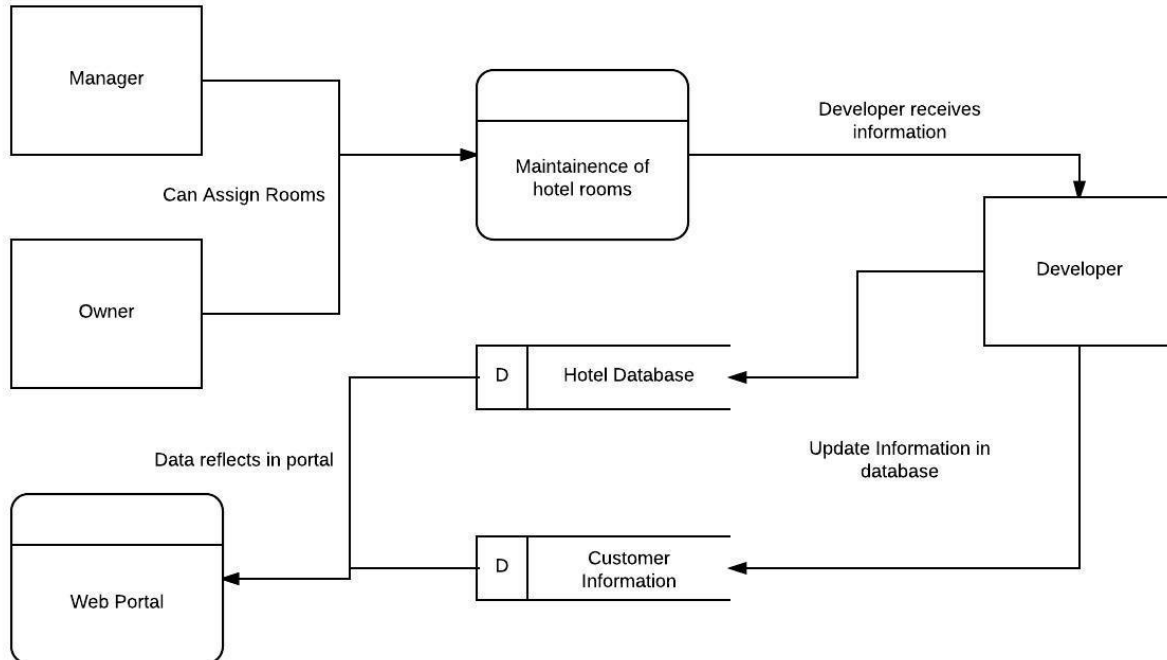 Manager
Developer receives
information
Maintainence of
hotel rooms
Can Assign Rooms
Developer
Owner
D
Hotel Database
Update Information in
database
Data reflects in portal
D
Customer
Information
Web Portal